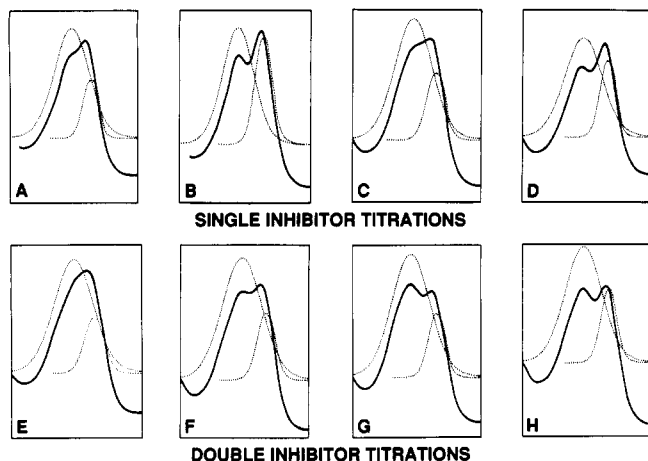 A B C D
SINGLE INHIBITOR TITRATIONS
E F G H
DOUBLE INHIBITOR TITRATIONS